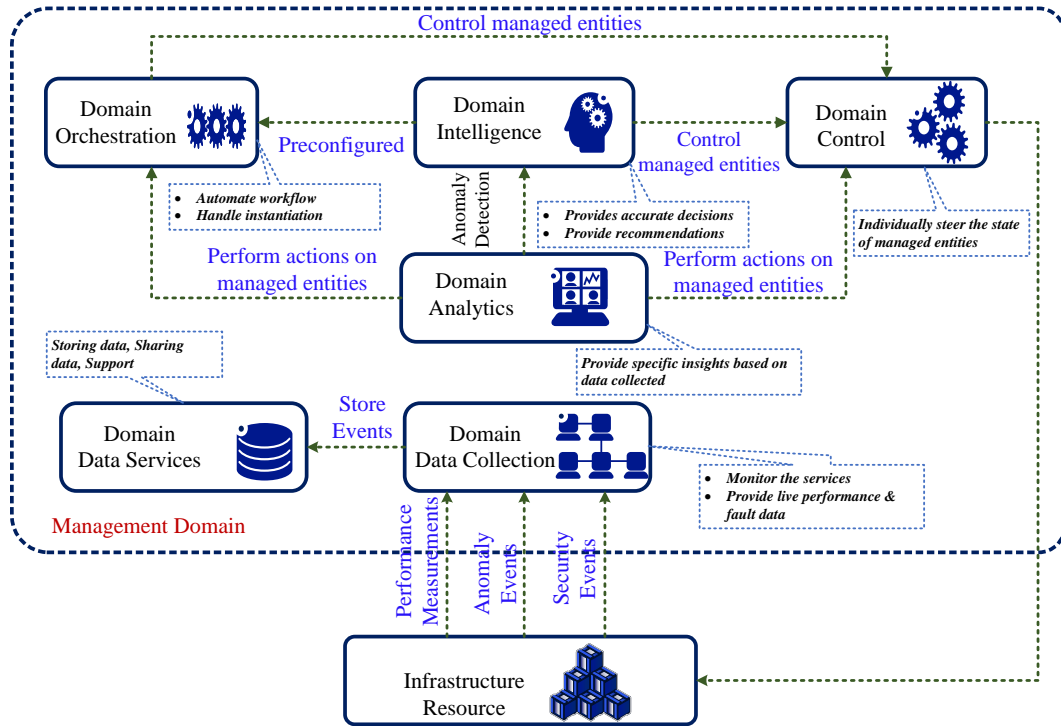 Control managed entities
Domain
Orchestration
Domain
Intelligence
Domain
Control
Preconfigured
Control
managed entities
• Automate workflow
• Handle instantiation
Anomaly
Detection
• Provides accurate decisions
• Provide recommendations
Individually steer the state
of managed entities
Perform actions on
managed entities
Domain
Analytics
Perform actions on
managed entities
Storing data, Sharing
data, Support
Provide specific insights based on
data collected
Store
Events
Domain
Data Services
Domain
Data Collection
• Monitor the services
• Provide live performance &
fault data
Management Domain
Performance
Measurements
Anomaly
Events
Security
Events
Infrastructure
Resource